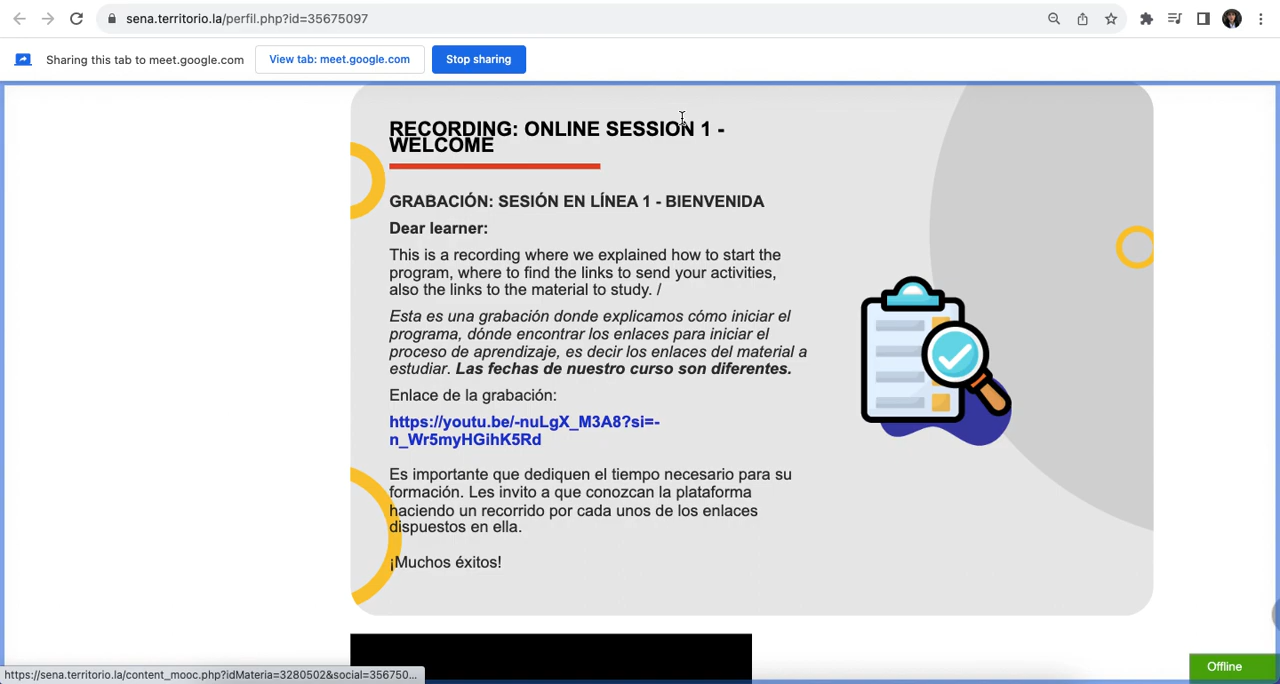 sena.territorio.la/perfil.php?id=35675097
Sharing this tab to meet.google.com
View tab: meet.google.com
Stop sharing
RECORDING: ONLINE SESSION 1 -
WELCOME
GRABACIÓN: SESIÓN EN LÍNEA 1 - BIENVENIDA
Dear learner:
This is a recording where we explained how to start the
program, where to find the links to send your activities,
also the links to the material to study. /
Esta es una grabación donde explicamos cómo iniciar el
programa, dónde encontrar los enlaces para iniciar el
proceso de aprendizaje, es decir los enlaces del material a
estudiar. Las fechas de nuestro curso son diferentes.
Enlace de la grabación:
https://youtu.be/-nuLgX_M3A8?si=-
n_Wr5myHGihK5Rd
Es importante que dediquen el tiempo necesario para su
formación. Les invito a que conozcan la plataforma
haciendo un recorrido por cada unos de los enlaces
dispuestos en ella.
¡Muchos éxitos!
https://sena.territorio.la/content_mooc.php?idMateria=3280502&social=356750...
Offline